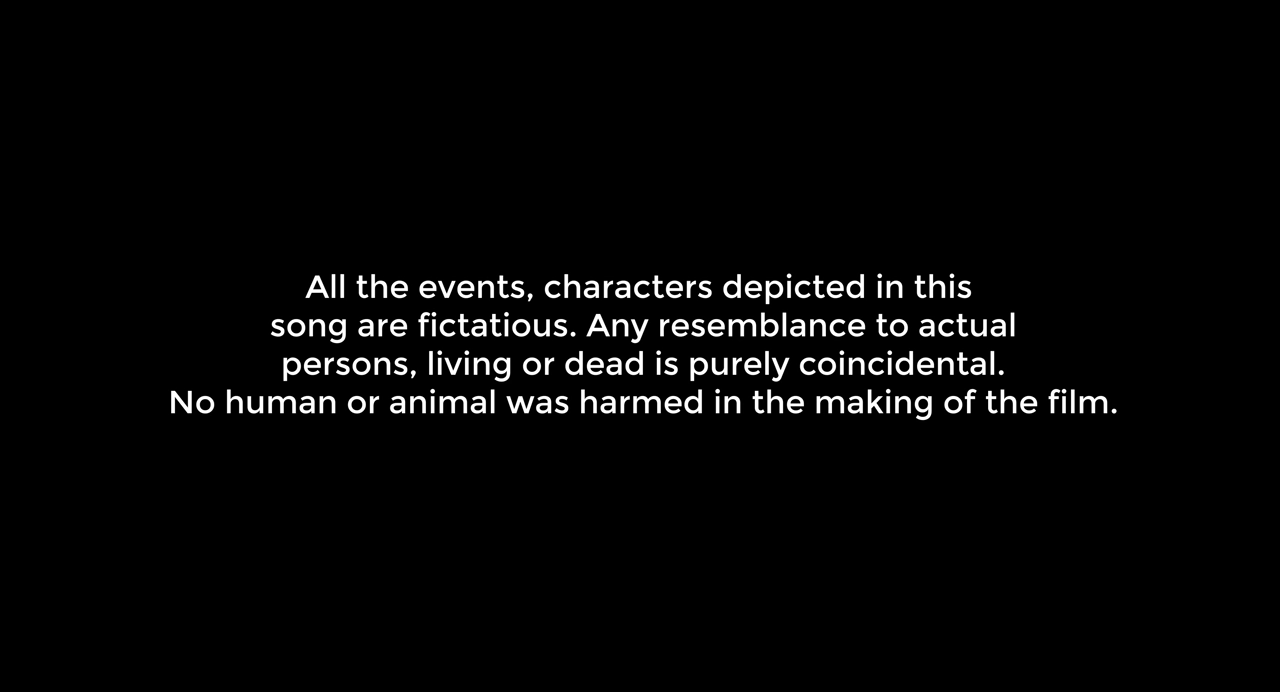 All the events, characters depicted in this
song are fictatious. Any resemblance to actual
persons, living or dead is purely coincidental.
No human or animal was harmed in the making of the film.